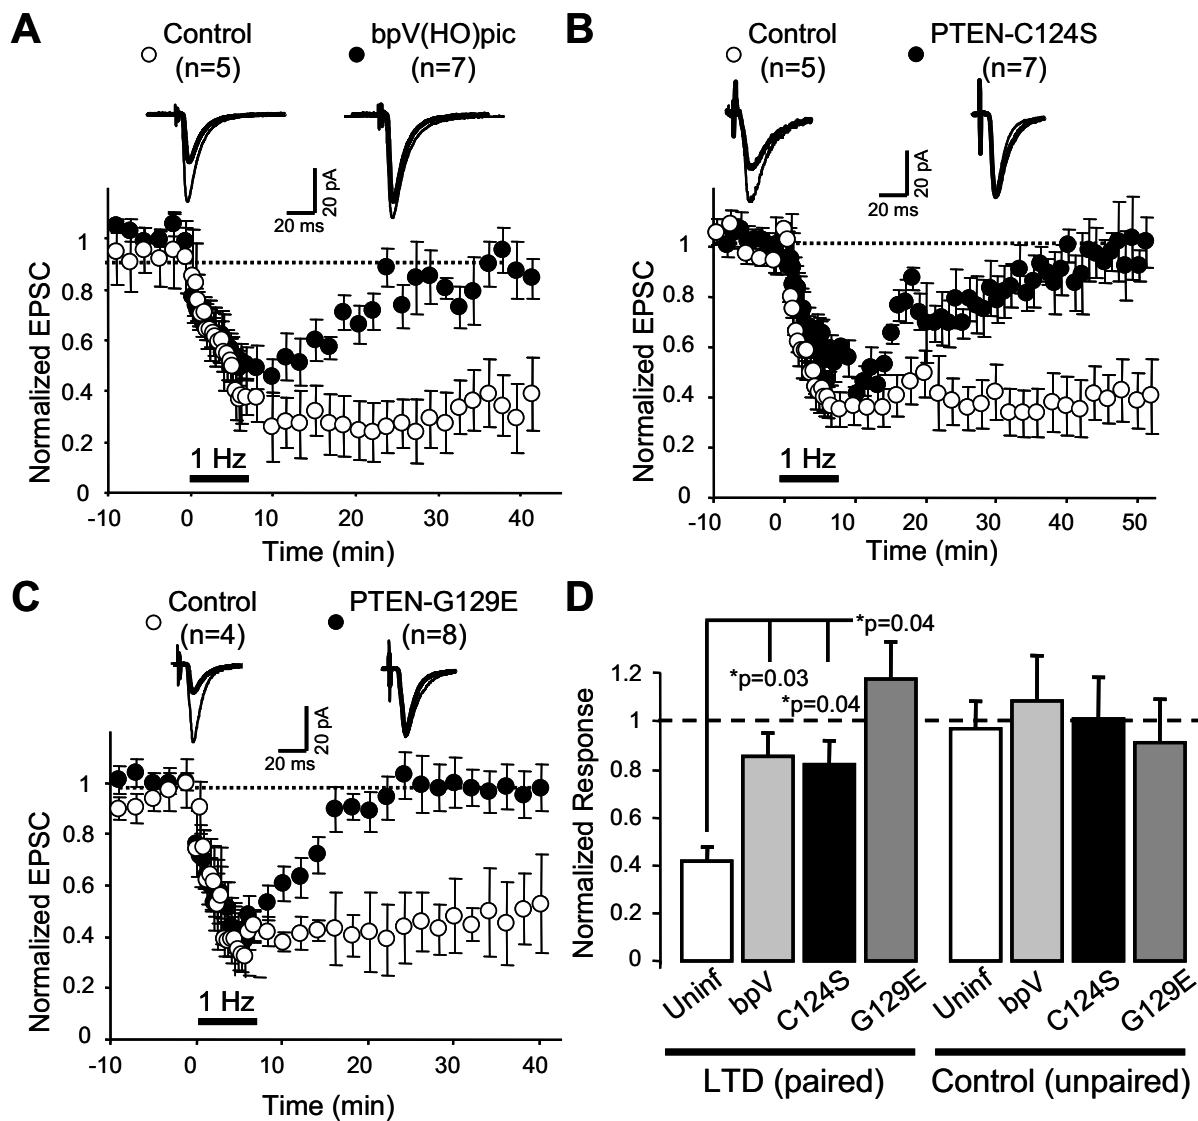 A
Control
(n=5)
bpV(HO)pic
(n=7)
20 pA
20 ms
Normalized EPSC
1
0.8
0.6
0.4
0.2
0
1 Hz
-10 0 10 20 30 40
Time (min)
B
Control
(n=5)
PTEN-C124S
(n=7)
20 pA
20 ms
Normalized EPSC
1
0.8
0.6
0.4
0.2
0
1 Hz
-10 0 10 20 30 40 50
Time (min)
C
Control
(n=4)
PTEN-G129E
(n=8)
20 pA
20 ms
Normalized EPSC
1
0.8
0.6
0.4
0.2
0
1 Hz
-10 0 10 20 30 40
Time (min)
D
*p=0.04
*p=0.03
*p=0.04
Normalized Response
1.2
1
0.8
0.6
0.4
0.2
0
Uninf bpV C124S G129E Uninf bpV C124S G129E
LTD (paired) Control (unpaired)